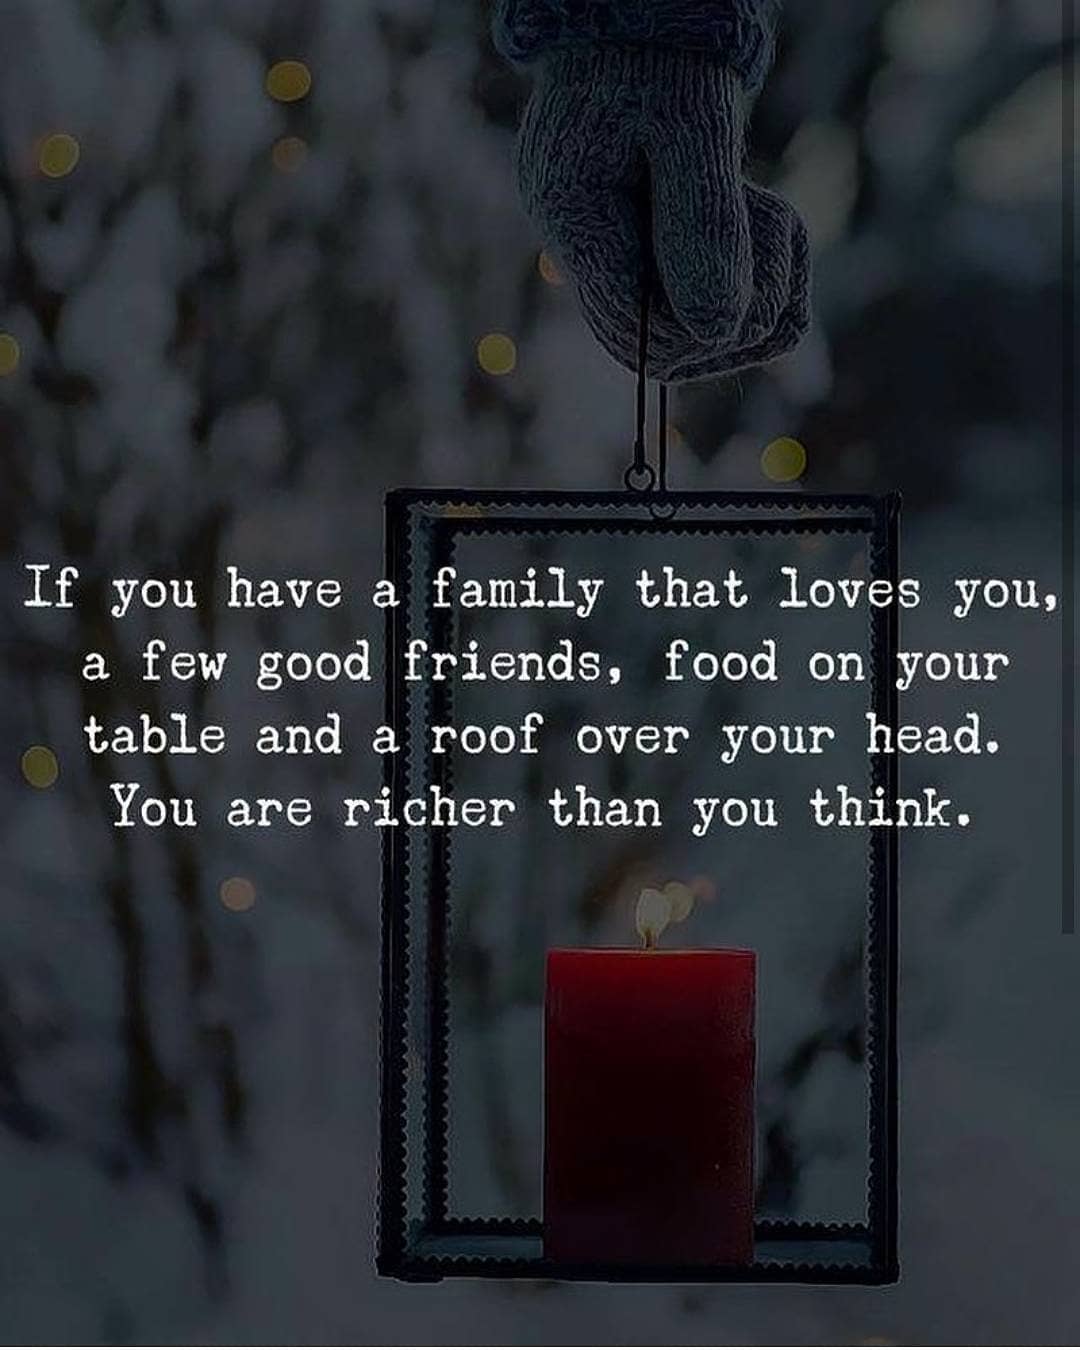 If you have a family that loves you,
a few good friends, food on your
table and a roof over your head.
You are richer than you think.